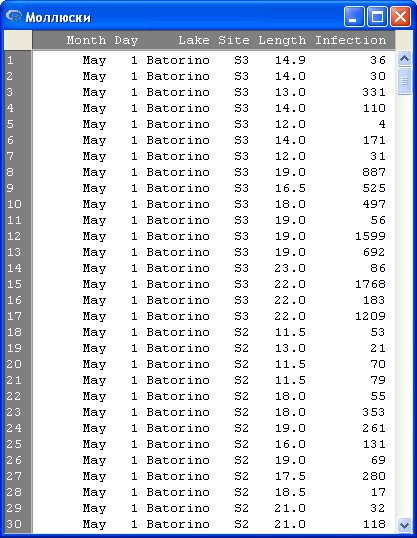 Моллюски
Month Day Lake Site Length Infection
1 May 1 Batorino S3 14.9 36
2 May 1 Batorino S3 14.0 30
3 May 1 Batorino S3 13.0 331
4 May 1 Batorino S3 14.0 110
5 May 1 Batorino S3 12.0 4
6 May 1 Batorino S3 14.0 171
7 May 1 Batorino S3 12.0 31
8 May 1 Batorino S3 19.0 887
9 May 1 Batorino S3 16.5 525
10 May 1 Batorino S3 18.0 497
11 May 1 Batorino S3 19.0 56
12 May 1 Batorino S3 19.0 1599
13 May 1 Batorino S3 19.0 692
14 May 1 Batorino S3 23.0 86
15 May 1 Batorino S3 22.0 1768
16 May 1 Batorino S3 22.0 183
17 May 1 Batorino S3 22.0 1209
18 May 1 Batorino S2 11.5 53
19 May 1 Batorino S2 13.0 21
20 May 1 Batorino S2 11.5 70
21 May 1 Batorino S2 11.5 79
22 May 1 Batorino S2 18.0 55
23 May 1 Batorino S2 18.0 353
24 May 1 Batorino S2 19.0 261
25 May 1 Batorino S2 16.0 131
26 May 1 Batorino S2 19.0 69
27 May 1 Batorino S2 17.5 280
28 May 1 Batorino S2 18.5 17
29 May 1 Batorino S2 21.0 32
30 May 1 Batorino S2 21.0 118